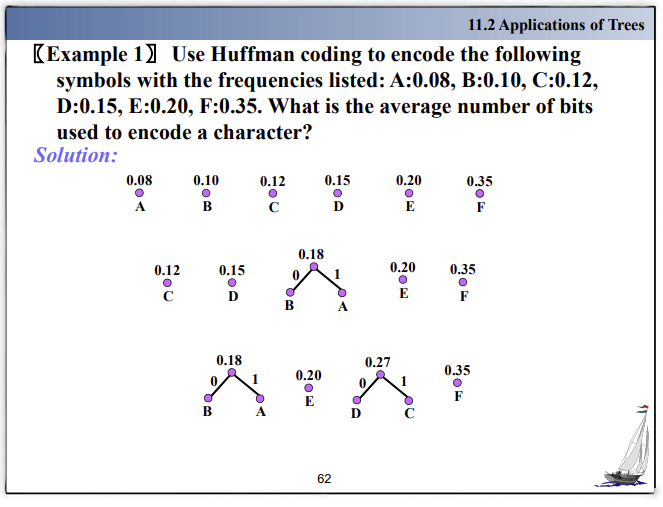 11.2 Applications of Trees
〖Example 1〗 Use Huffman coding to encode the following
symbols with the frequencies listed: A:0.08, B:0.10, C:0.12,
D:0.15, E:0.20, F:0.35. What is the average number of bits
used to encode a character?
Solution:
0.08 0.10 0.12 0.15 0.20 0.35
A B C D E F
0.18
0.12 0.15 0 1 0.20 0.35
C D B A E F
0.18 0.27
0 1 0.20 0 1 0.35
B A E D C F
62